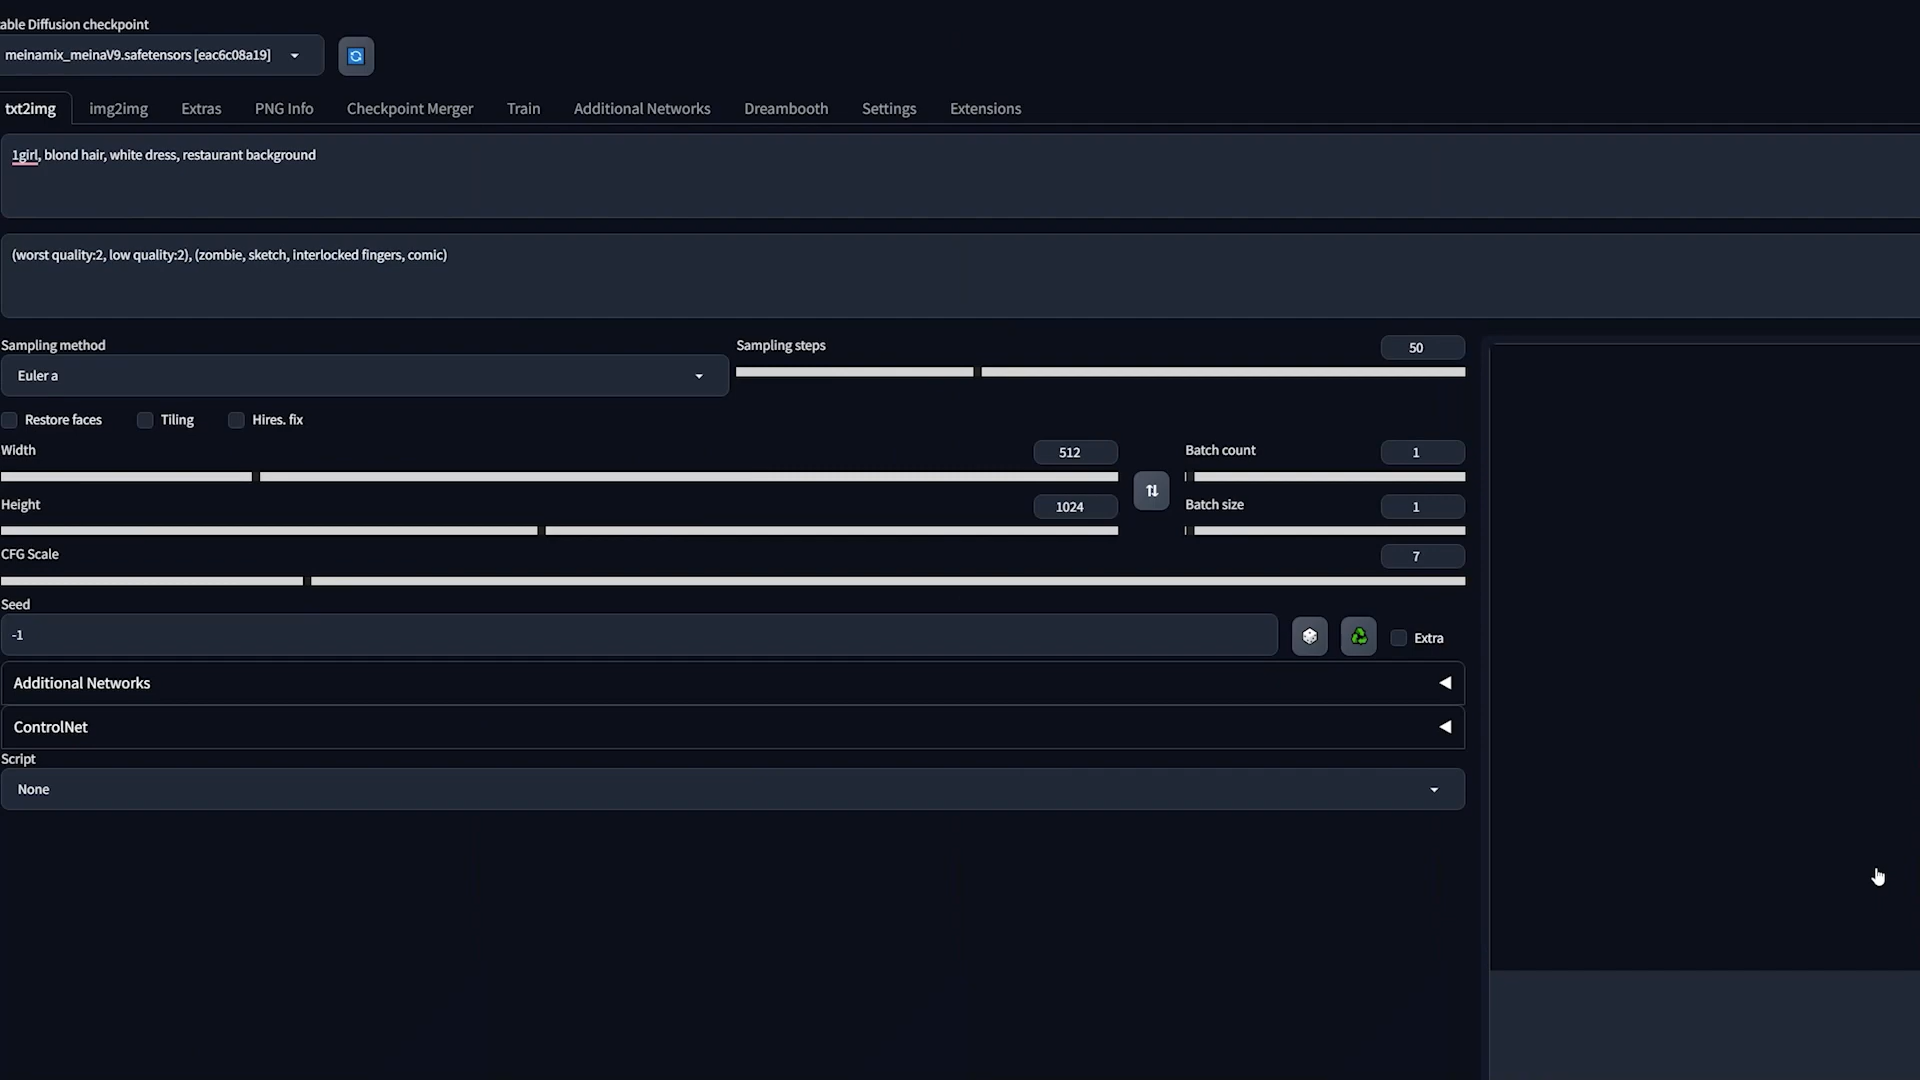 able Diffusion checkpoint
meinamix_meinaV9.safetensors [eac6c08a19]
txt2img img2img Extras PNG Info Checkpoint Merger Train Additional Networks Dreambooth Settings Extensions
1girl, blond hair, white dress, restaurant background
(worst quality:2, low quality:2), (zombie, sketch, interlocked fingers, comic)
Sampling method Sampling steps 50
Euler a
Restore faces Tiling Hires. fix
Width 512 Batch count 1
Height 1024 Batch size 1
CFG Scale 7
Seed
-1 Extra
Additional Networks
ControlNet
Script
None